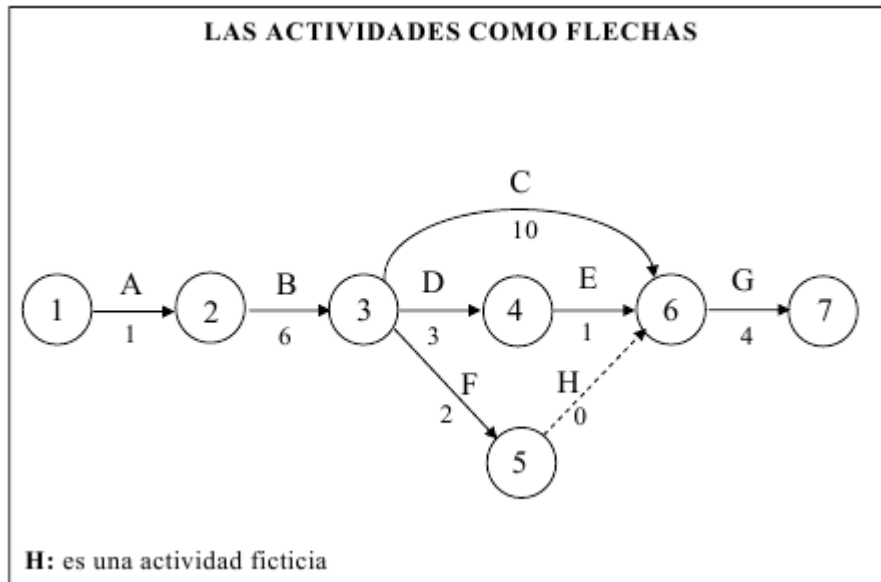 LAS ACTIVIDADES COMO FLECHAS
C
10
A
B
D
E
G
1
2
3
4
6
7
1
6
3
1
4
F
H
2
0
5
H: es una actividad ficticia